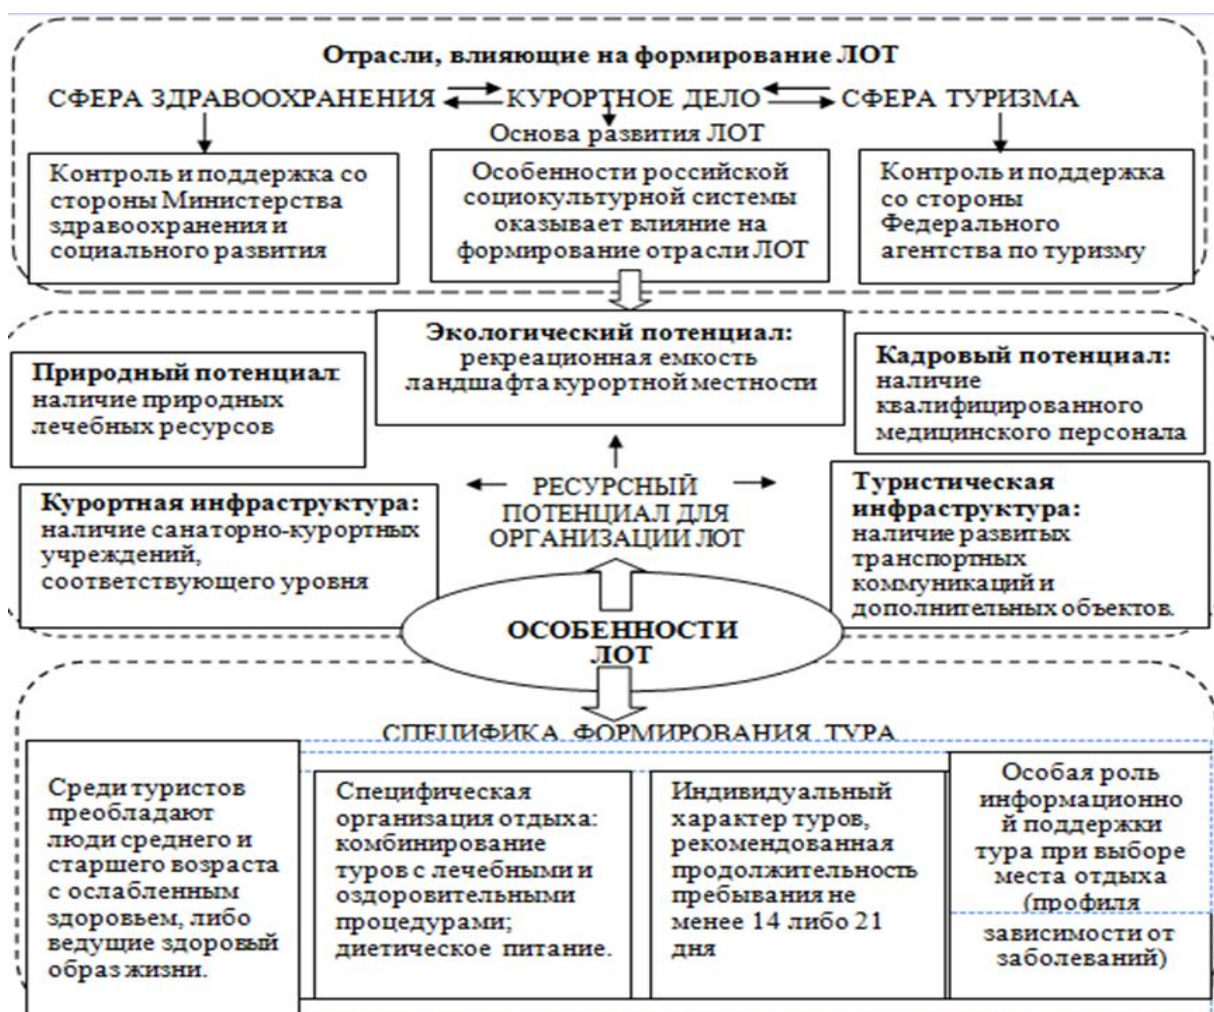 Отрасли, влияющие на формирование ЛОТ
СФЕРА ЗДРАВООХРАНЕНИЯ
КУРОРТНОЕ ДЕЛО
СФЕРА ТУРИЗМА
Основа развития ЛОТ
Контроль и поддержка со
стороны Министерства
здравоохранения и
социального развития
Особенности российской
социокультурной системы
оказывает влияние на
формирование отрасли ЛОТ
Контроль и поддержка
со стороны
Федерального
агентства по туризму
Экологический потенциал:
рекреационная емкость
ландшафта курортной местности
Природный потенциал:
наличие природных
лечебных ресурсов
Кадровый потенциал:
наличие
квалифицированного
медицинского персонала
Курортная инфраструктура:
наличие санаторно-курортных
учреждений,
соответствующего уровня
РЕСУРСНЫЙ
ПОТЕНЦИАЛ ДЛЯ
ОРГАНИЗАЦИИ ЛОТ
Туристическая
инфраструктура:
наличие развитых
транспортных
коммуникаций и
дополнительных объектов.
ОСОБЕННОСТИ
ЛОТ
СПЕЦИФИКА ФОРМИРОВАНИЯ ТУРА
Среди туристов
преобладают
люди среднего и
старшего возраста
с ослабленным
здоровьем, либо
ведущие здоровый
образ жизни.
Специфическая
организация отдыха:
комбинирование
туров с лечебными и
оздоровительными
процедурами;
диетическое питание.
Индивидуальный
характер туров,
рекомендованная
продолжительность
пребывания не
менее 14 либо 21
дня
Особая роль
информационно
й поддержки
тура при выборе
места отдыха
(профиля
зависимости от
заболеваний)